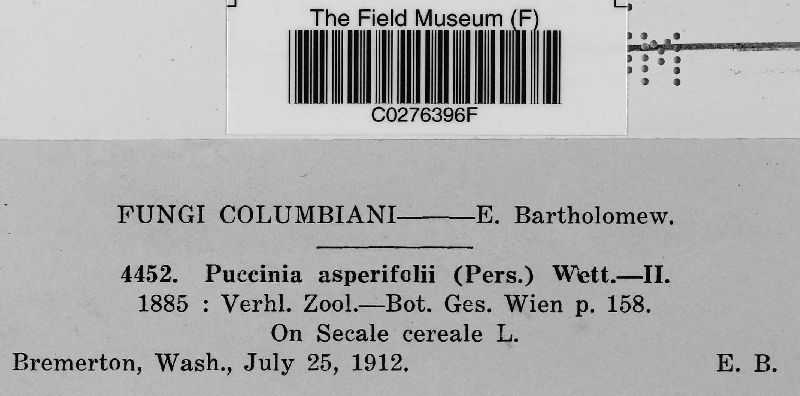 The Field Museum (F)
C0276396F
FUNGI COLUMBIANI——E. Bartholomew.
4452. Puccinia asperifolii (Pers.) Wett.—II.
1885 : Verhl. Zool.—Bot. Ges. Wien p. 158.
On Secale cereale L.
Bremerton, Wash., July 25, 1912. E. B.